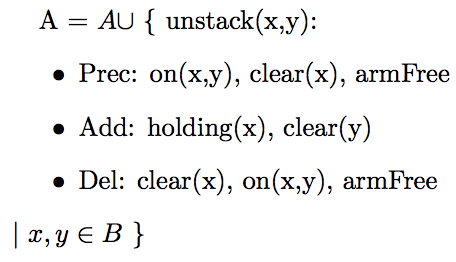 A = A∪ { unstack(x,y):
• Prec: on(x,y), clear(x), armFree
• Add: holding(x), clear(y)
• Del: clear(x), on(x,y), armFree
| x, y ∈ B }